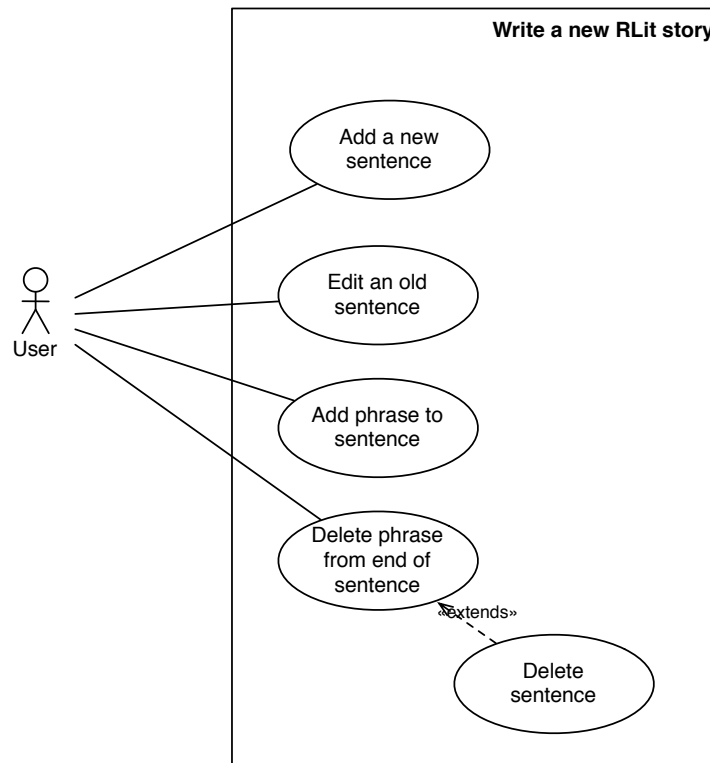 Write a new RLit story
Add a new
sentence
Edit an old
sentence
User
Add phrase to
sentence
Delete phrase
from end of
sentence
«extends»
Delete
sentence